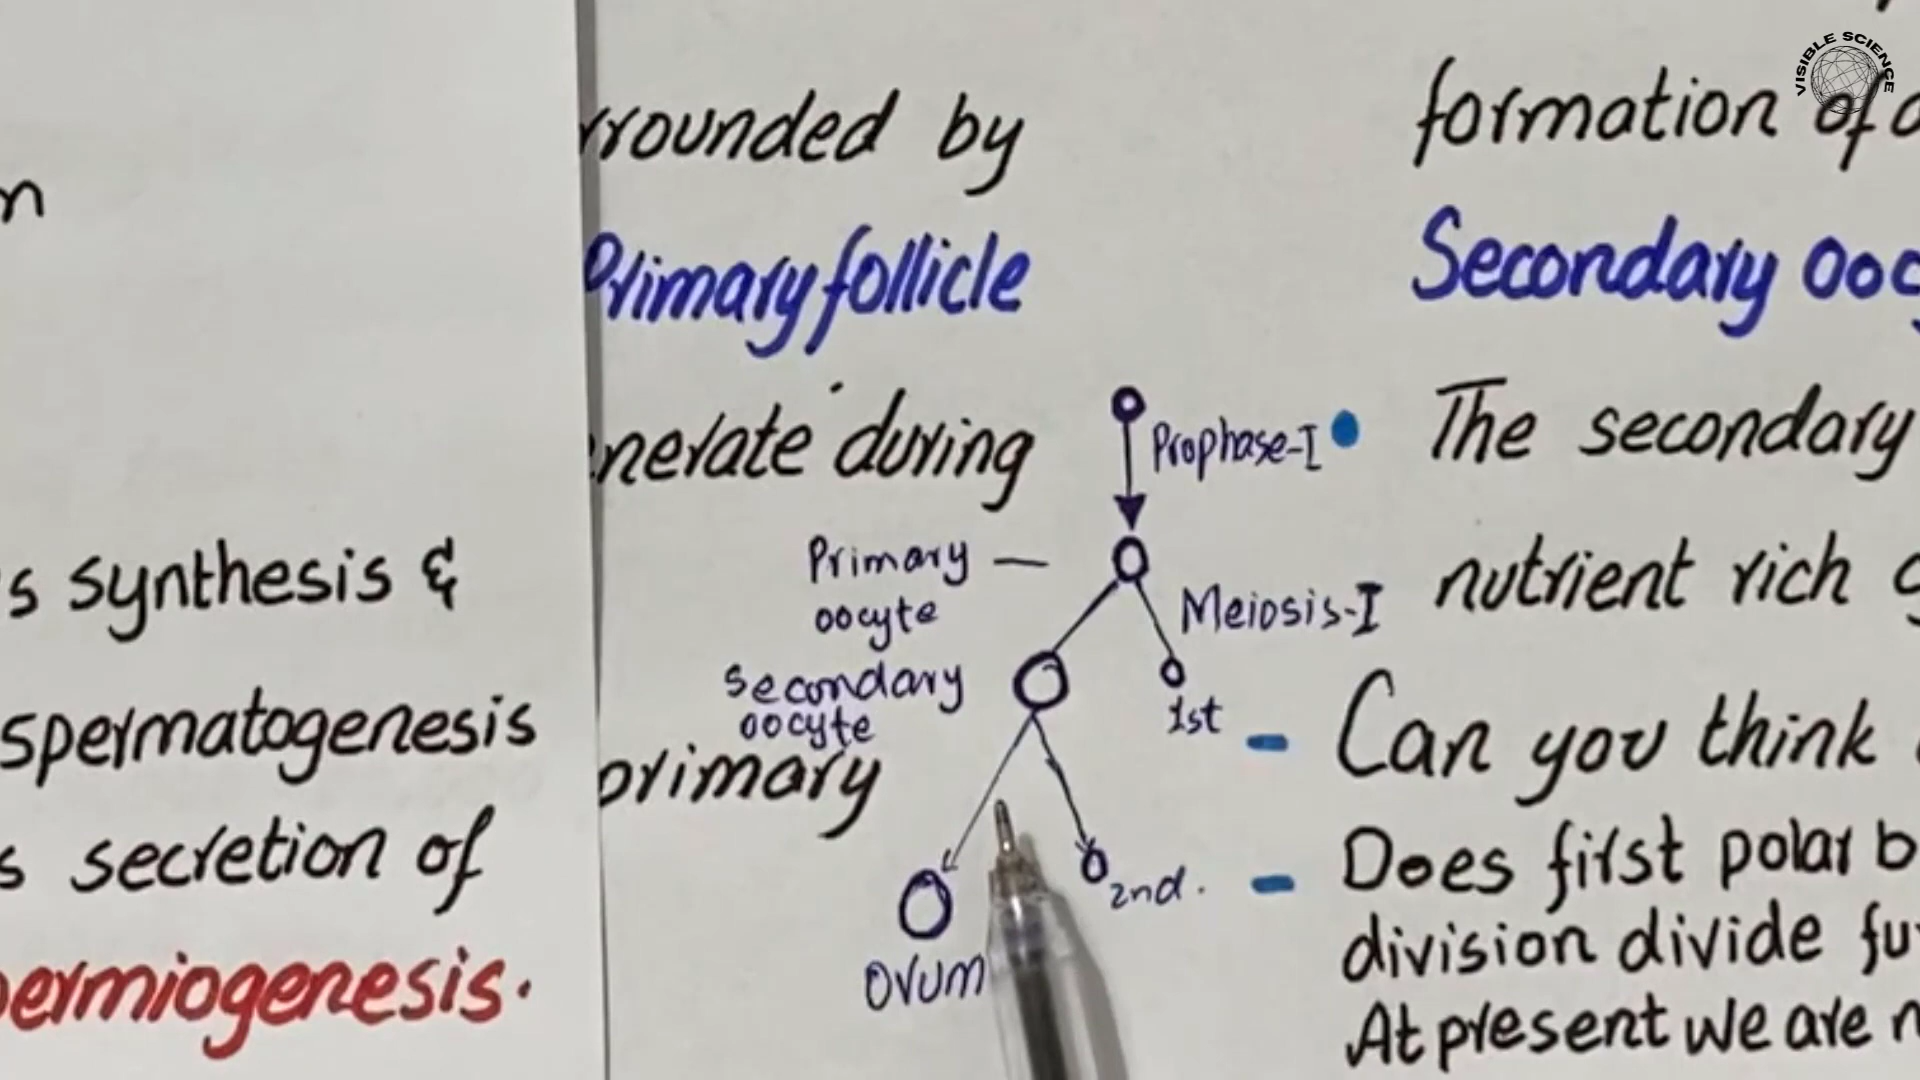 VISIBLE SCIENCE
n
s synthesis &
spermatogenesis
s secretion of
ermiogenesis.
rrounded by
Primary follicle
nerate during
primary
Prophase-I
Primary
oocyte
Meiosis-I
Secondary
oocyte
1st
2nd.
Ovum
formation of a
Secondary ooc
The secondary
nutrient rich
Can you think
Does first polar b
division divide fu
At present we are n